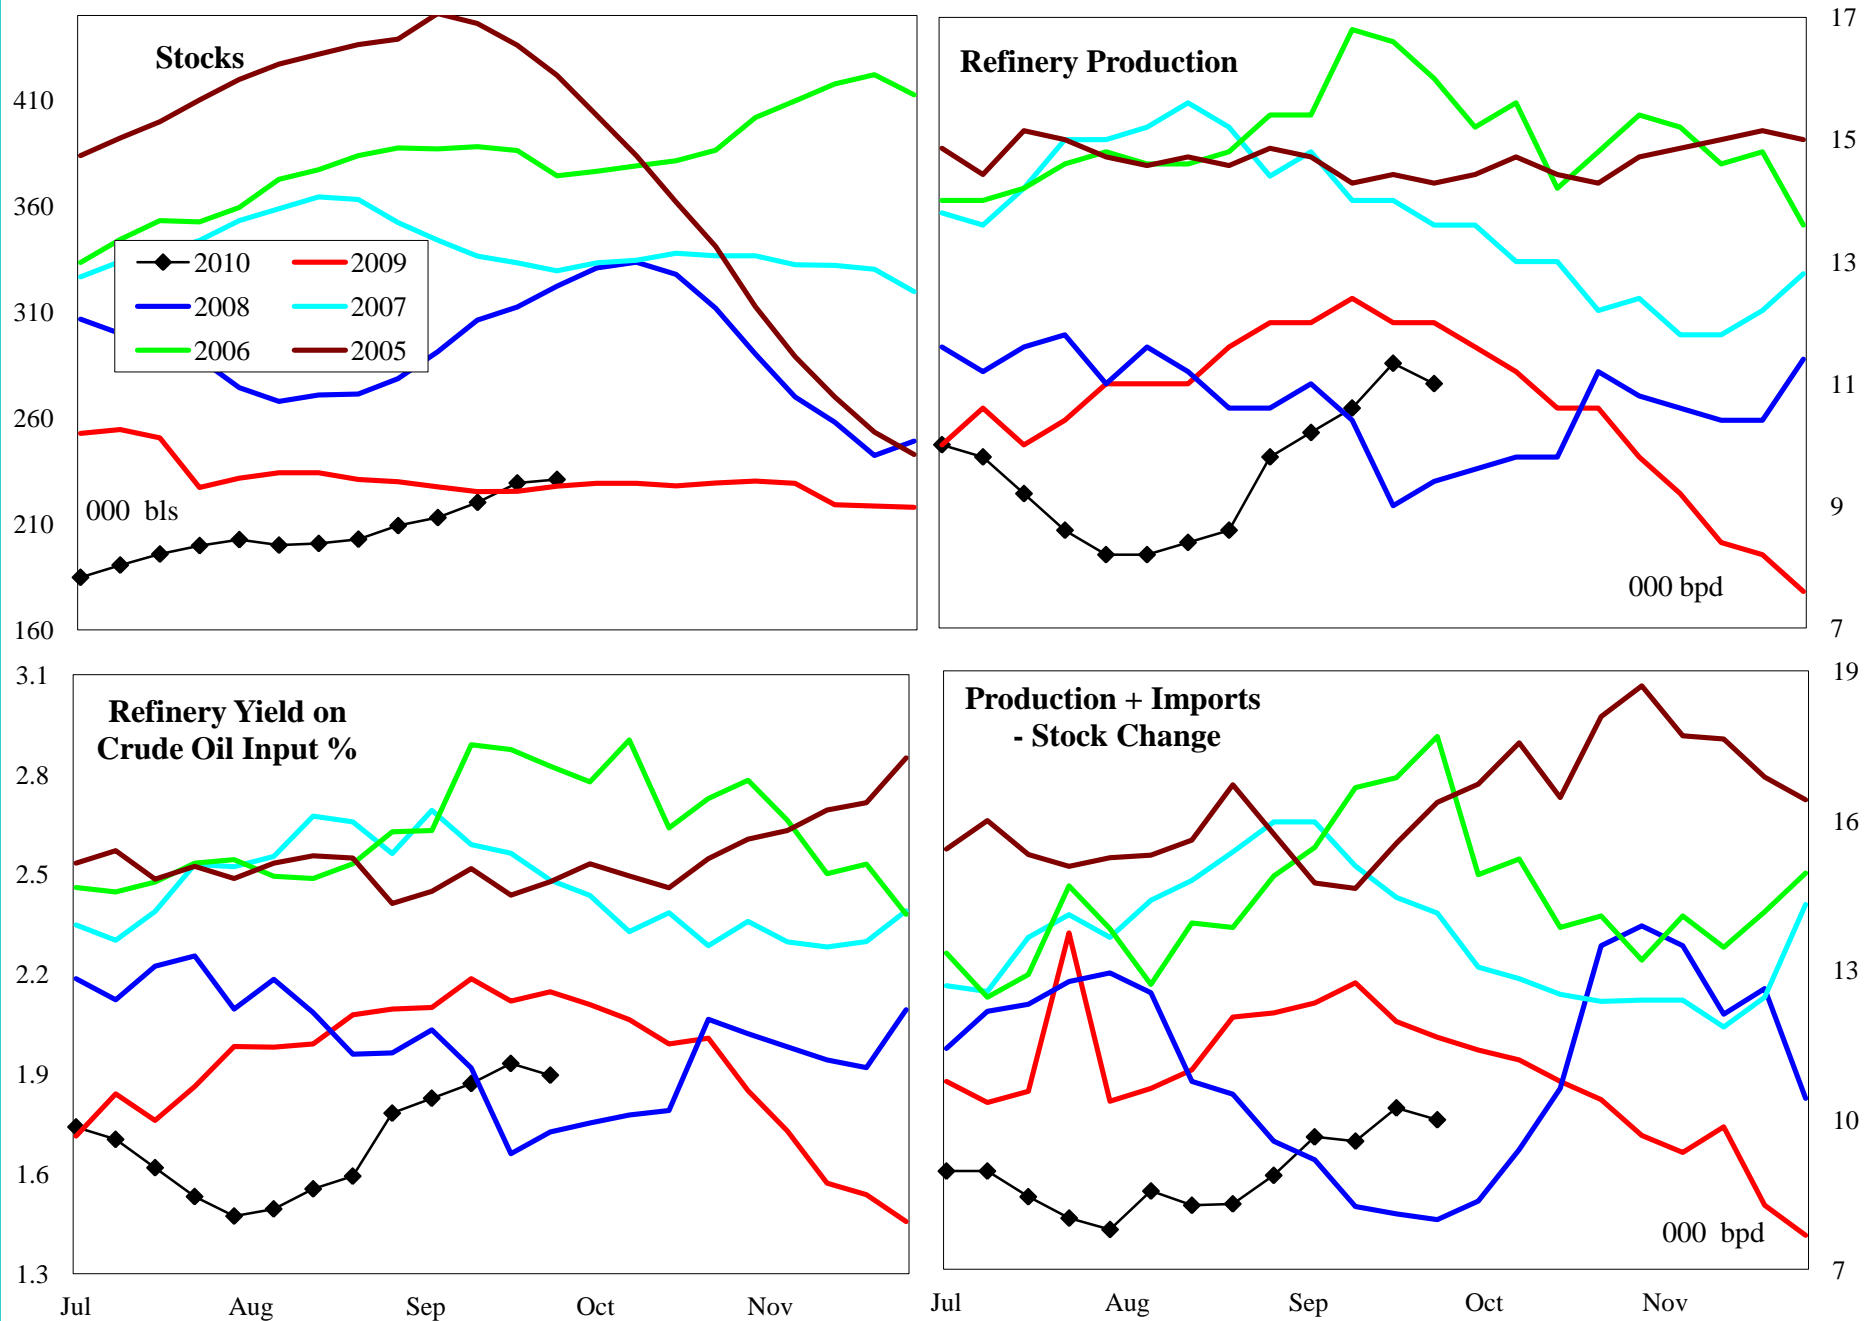 Stocks
410
360
310
260
210
160
2010 2009
2008 2007
2006 2005
000 bls
Refinery Production
17
15
13
11
9
7
000 bpd
Refinery Yield on
Crude Oil Input %
3.1
2.8
2.5
2.2
1.9
1.6
1.3
Jul Aug Sep Oct Nov
Production + Imports
- Stock Change
19
16
13
10
7
000 bpd
Jul Aug Sep Oct Nov